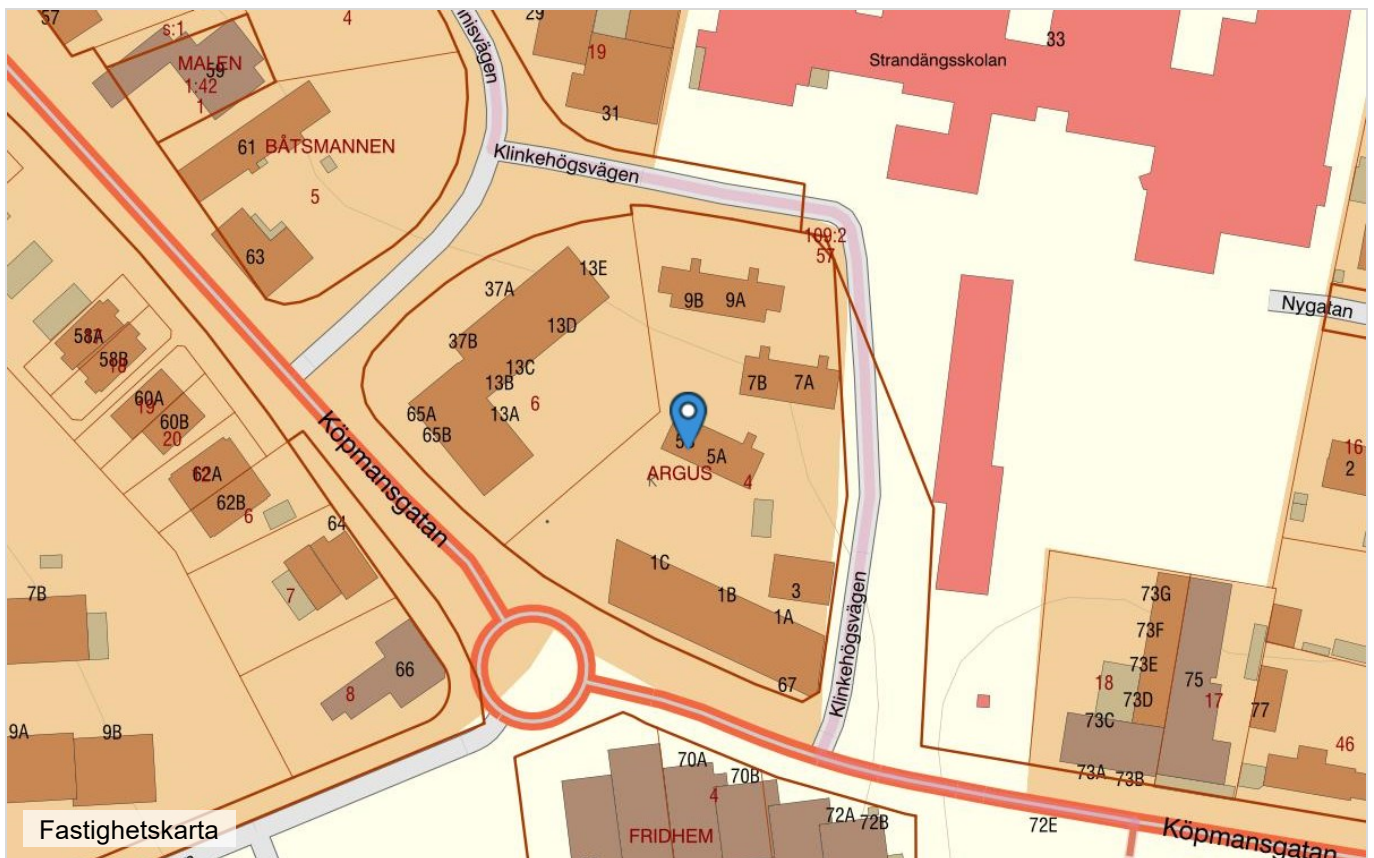 57
4
nnisvägen
29
19
31
33
Strandängsskolan
s:1
MALEN
59
1:42
1
61
BÅTSMANNEN
5
63
Klinkehögsvägen
109:2
57
13E
37A
13D
37B
13C
13B
13A
6
65A
65B
9B
9A
7B
7A
5A
ARGUS
K
4
Nygatan
58A
58B
18
60A
19
60B
20
62A
62B
6
64
7
66
8
7B
9A
9B
Köpmansgatan
1C
1B
1A
3
67
Klinkehögsvägen
16
2
73G
73F
73E
18
73D
73C
73A
73B
75
17
77
46
70A
70B
4
72A
72B
FRIDHEM
72E
Köpmansgatan
Fastighetskarta